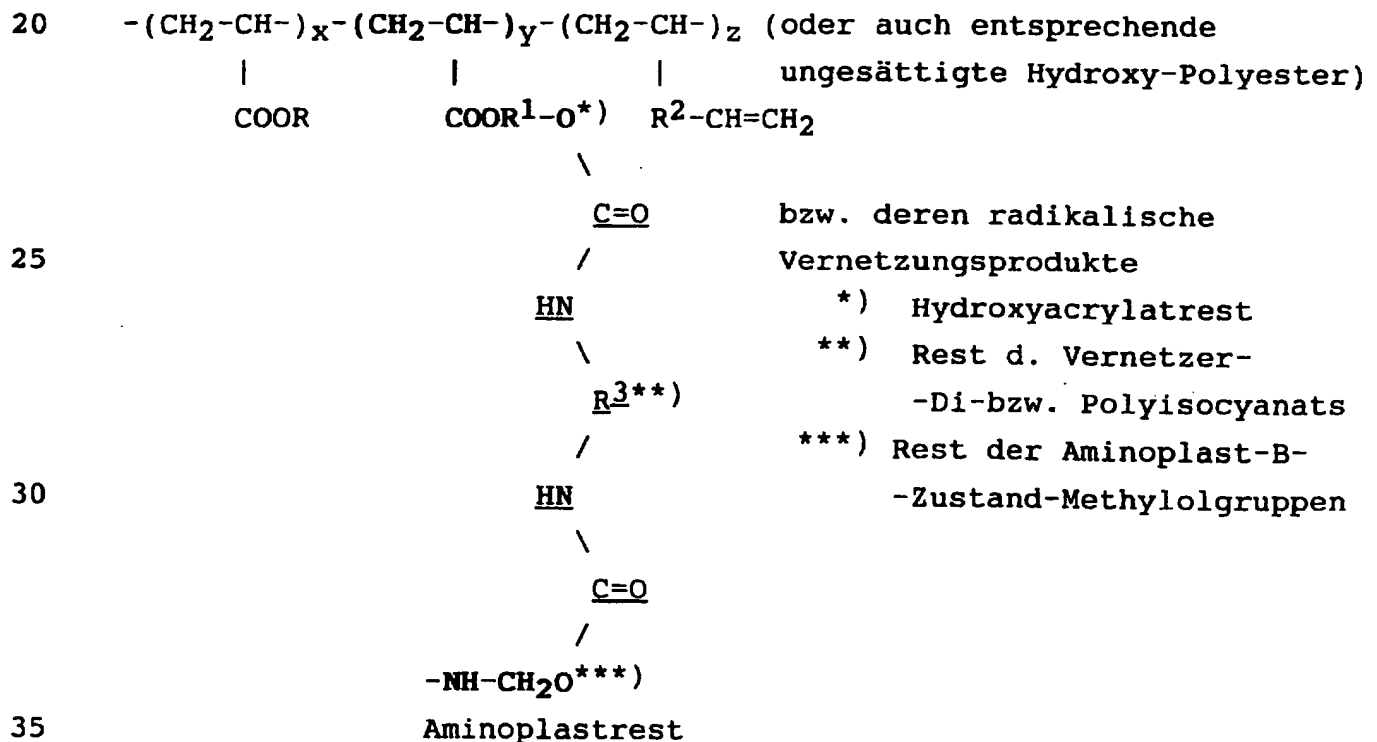 20 -(CH2-CH-)x-(CH2-CH-)y-(CH2-CH-)z (oder auch entsprechende
| | | ungesättigte Hydroxy-Polyester)
COOR COOR1-O*) R2-CH=CH2
\
C=O bzw. deren radikalische
25 / Vernetzungsprodukte
HN *) Hydroxyacrylatrest
\ **) Rest d. Vernetzer-
R3**) -Di-bzw. Polyisocyanats
/ ***) Rest der Aminoplast-B-
30 HN -Zustand-Methylolgruppen
\
C=O
/
-NH-CH2O***)
35 Aminoplastrest